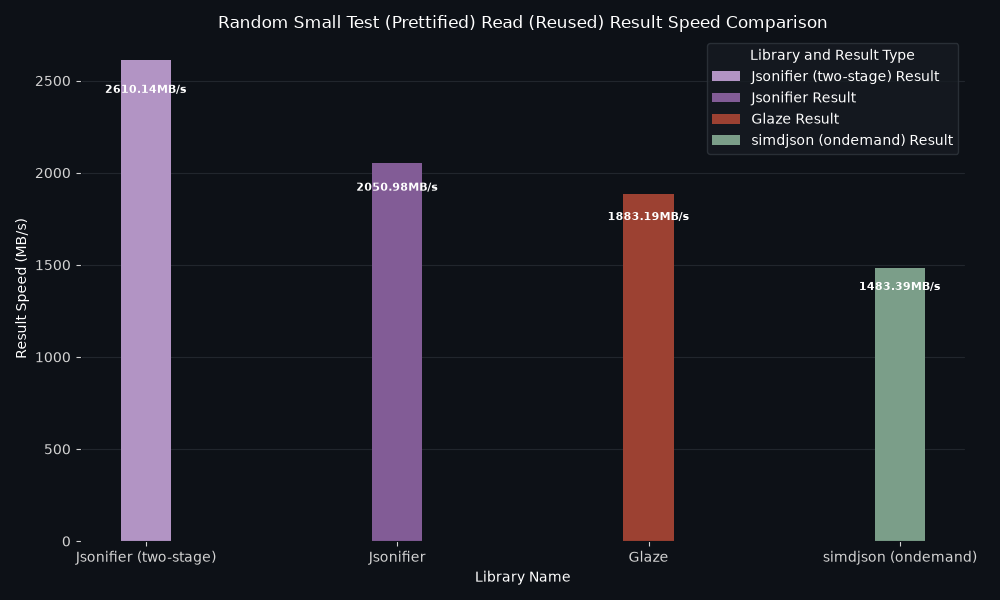 Random Small Test (Prettified) Read (Reused) Result Speed Comparison
Library and Result Type
Jsonifier (two-stage) Result
Jsonifier Result
Glaze Result
simdjson (ondemand) Result
Result Speed (MB/s)
2500
2000
1500
1000
500
0
2610.14MB/s
2050.98MB/s
1883.19MB/s
1483.39MB/s
Jsonifier (two-stage)
Jsonifier
Glaze
simdjson (ondemand)
Library Name